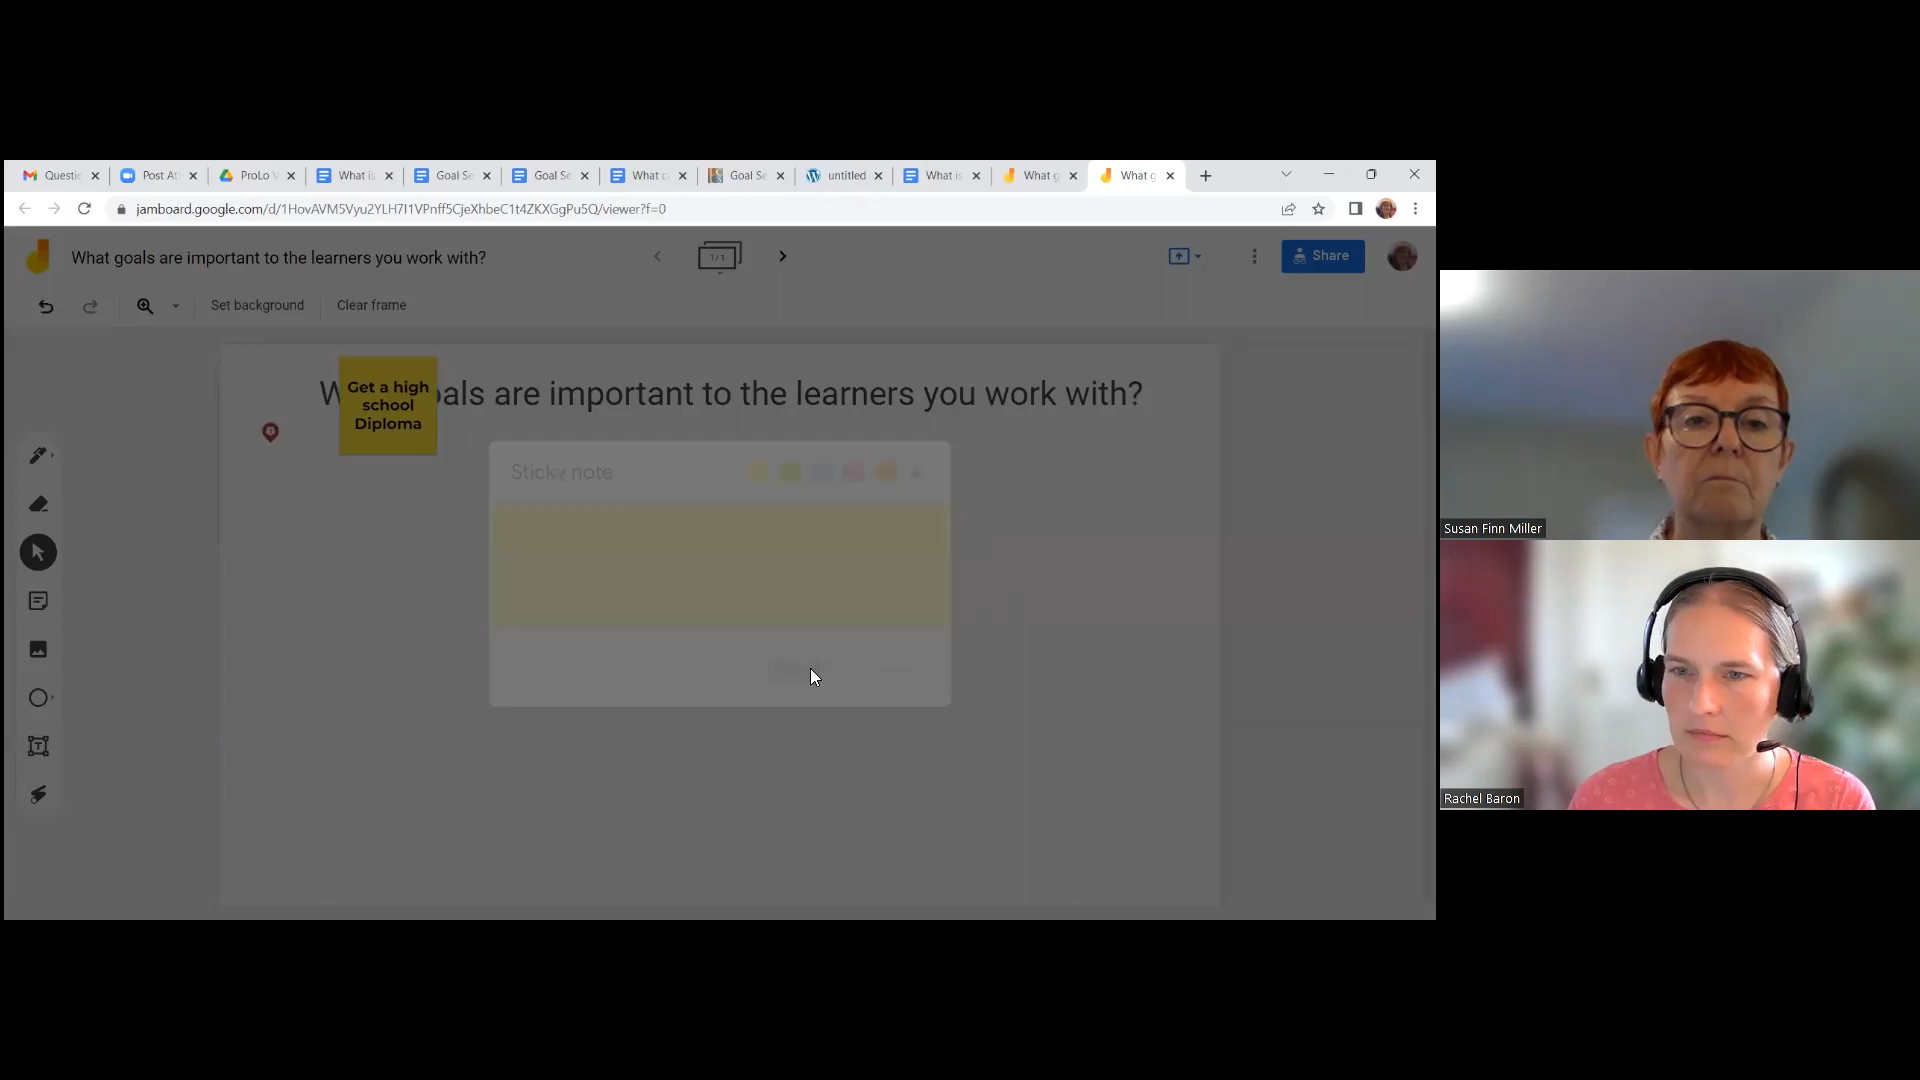 Questic
Post At
ProLo V
What is
Goal Se
Goal Se
What c
Goal Se
untitled
What is
What g
What g
jamboard.google.com/d/1HovAVM5Vyu2YLH7I1VPnff5CjeXhbeC1t4ZKXGgPu5Q/viewer?f=0
What goals are important to the learners you work with?
1/1
Share
Set background
Clear frame
Get a high
school
Diploma
W oals are important to the learners you work with?
Sticky note
Susan Finn Miller
Rachel Baron